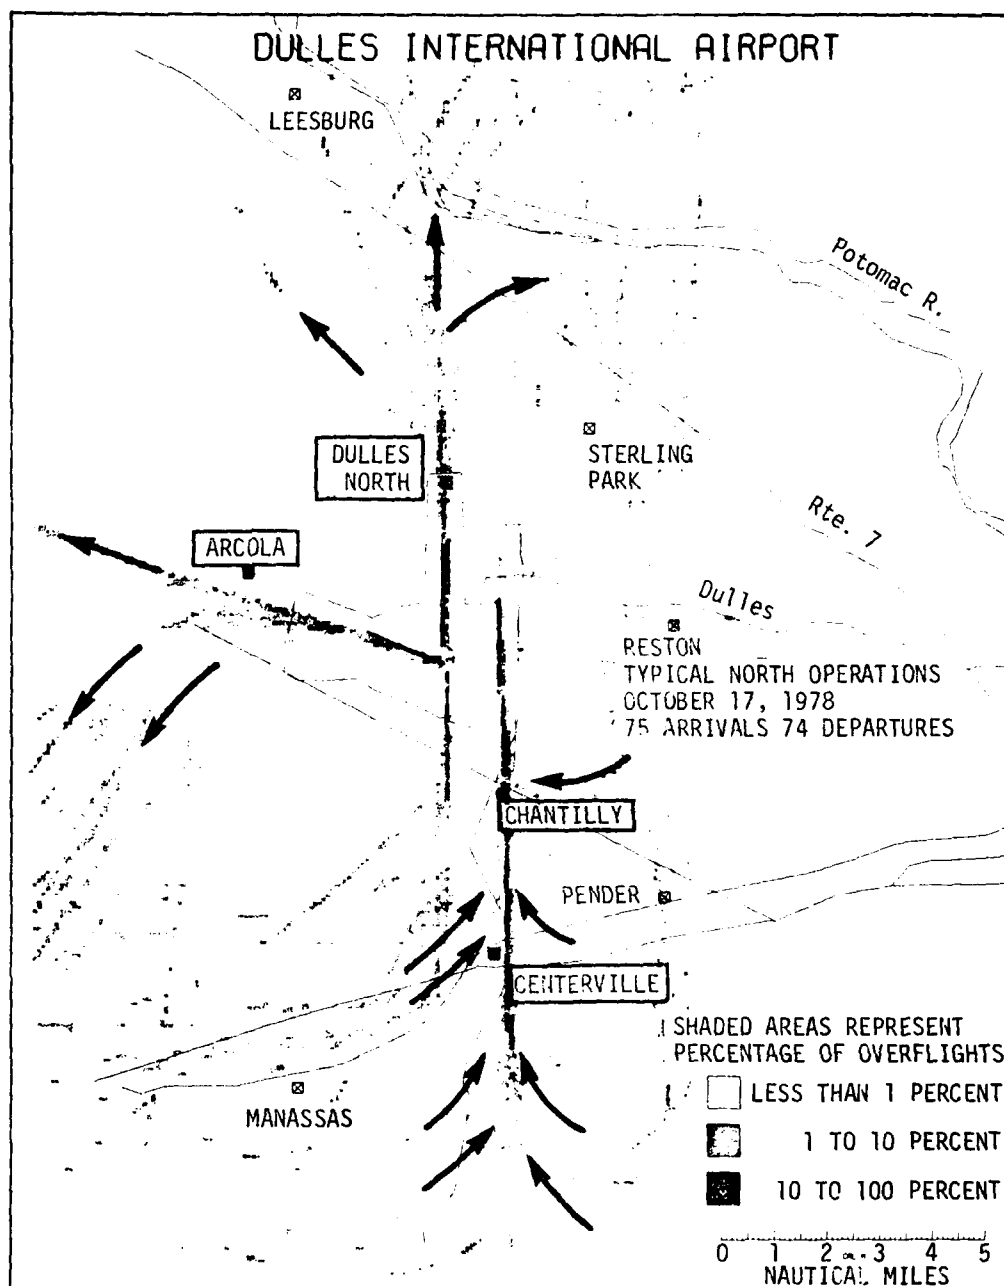 DULLES INTERNATIONAL AIRPORT
LEESBURG
Potomac R.
DULLES
NORTH
STERLING
PARK
Rte. 7
ARCOLA
Dulles
RESTON
TYPICAL NORTH OPERATIONS
OCTOBER 17, 1978
75 ARRIVALS 74 DEPARTURES
CHANTILLY
PENDER
CENTERVILLE
SHADED AREAS REPRESENT
PERCENTAGE OF OVERFLIGHTS
MANASSAS
LESS THAN 1 PERCENT
1 TO 10 PERCENT
10 TO 100 PERCENT
0 1 2 3 4 5
NAUTICAL MILES